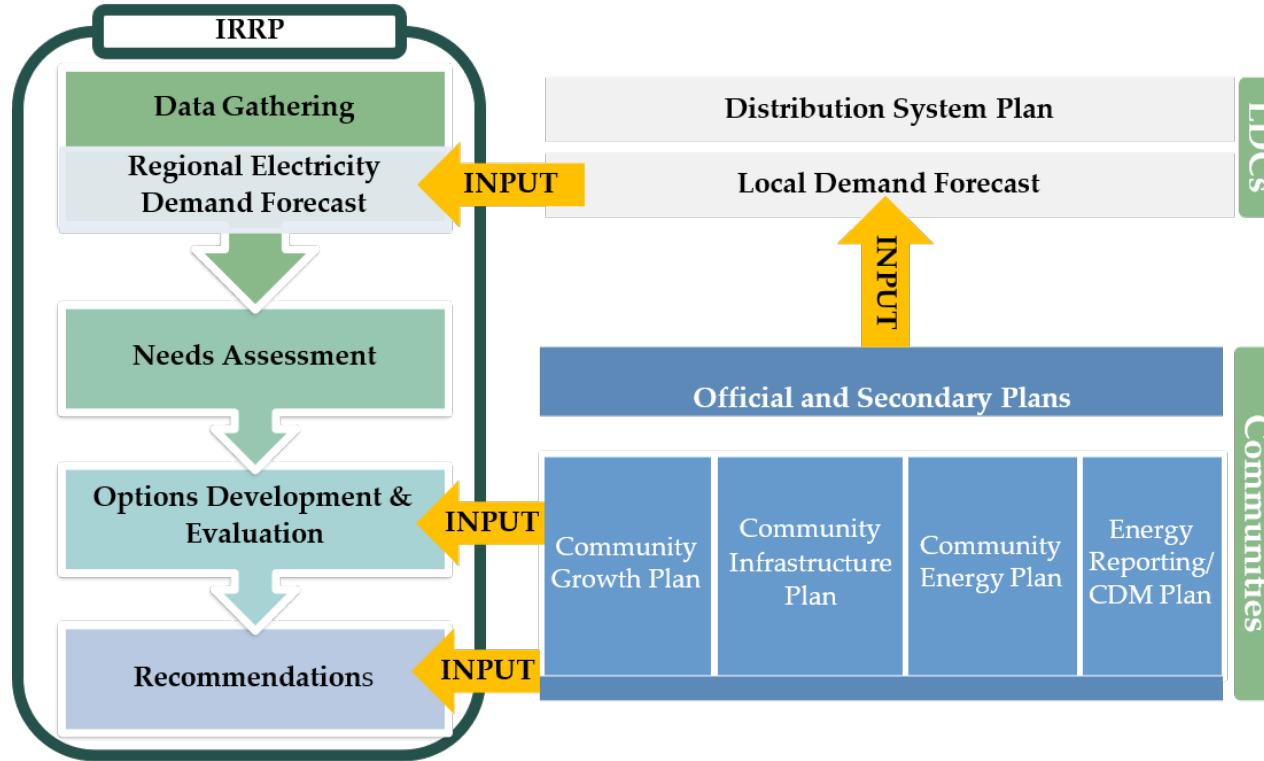 IRRP
Data Gathering
Regional Electricity
Demand Forecast
Needs Assessment
Options Development &
Evaluation
Recommendations
INPUT
INPUT
INPUT
INPUT
Distribution System Plan
Local Demand Forecast
LDCs
Official and Secondary Plans
Community
Growth Plan
Community
Infrastructure
Plan
Community
Energy Plan
Energy
Reporting/
CDM Plan
Communities